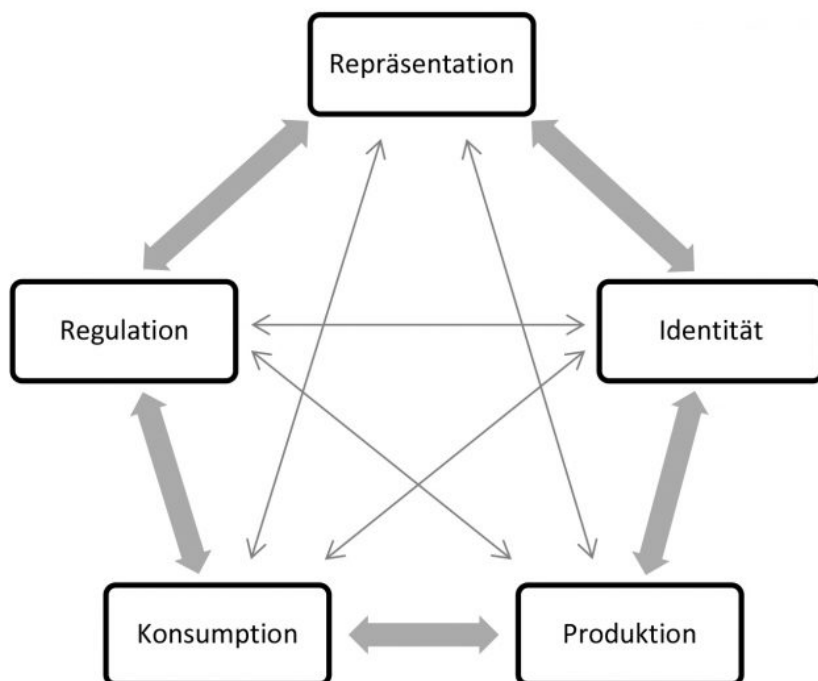 Repräsentation
Regulation
Identität
Konsumption
Produktion